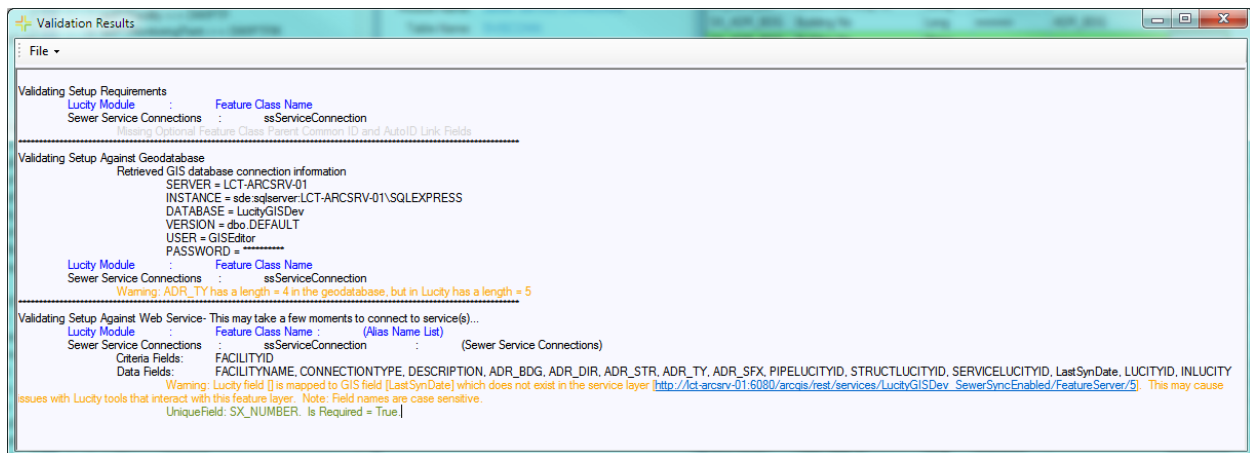 Validation Results
File
Validating Setup Requirements
Lucity Module : Feature Class Name
Sewer Service Connections : ssServiceConnection
Missing Optional Feature Class Parent Common ID and AutoID Link Fields
Validating Setup Against Geodatabase
Retrieved GIS database connection information
SERVER = LCT-ARCSRV-01
INSTANCE = sde:sqlserver:LCT-ARCSRV-01\SQLEXPRESS
DATABASE = LucityGISDev
VERSION = dbo.DEFAULT
USER = GISEditor
PASSWORD = **********
Lucity Module : Feature Class Name
Sewer Service Connections : ssServiceConnection
Warning: ADR_TY has a length = 4 in the geodatabase, but in Lucity has a length = 5
Validating Setup Against Web Service- This may take a few moments to connect to service(s)...
Lucity Module : Feature Class Name : (Alias Name List)
Sewer Service Connections : ssServiceConnection : (Sewer Service Connections)
Criteria Fields: FACILITYID
Data Fields: FACILITYNAME, CONNECTIONTYPE, DESCRIPTION, ADR_BDG, ADR_DIR, ADR_STR, ADR_TY, ADR_SFX, PIPELUCITYID, STRUCTLUCITYID, SERVICELUCITYID, LastSynDate, LUCITYID, INLUCITY
Warning: Lucity field [] is mapped to GIS field [LastSynDate] which does not exist in the service layer [http://lct-arcsrv-01:6080/arcgis/rest/services/LucityGISDev_SewerSyncEnabled/FeatureServer/5]. This may cause
issues with Lucity tools that interact with this feature layer. Note: Field names are case sensitive.
UniqueField: SX_NUMBER. Is Required = True.